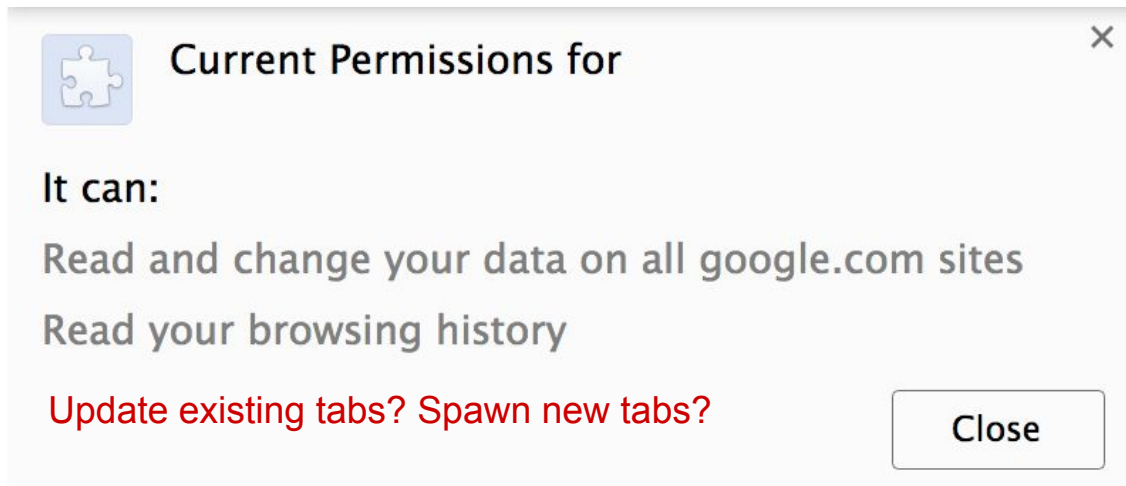 Current Permissions for
It can:
Read and change your data on all google.com sites
Read your browsing history
Update existing tabs? Spawn new tabs?
Close